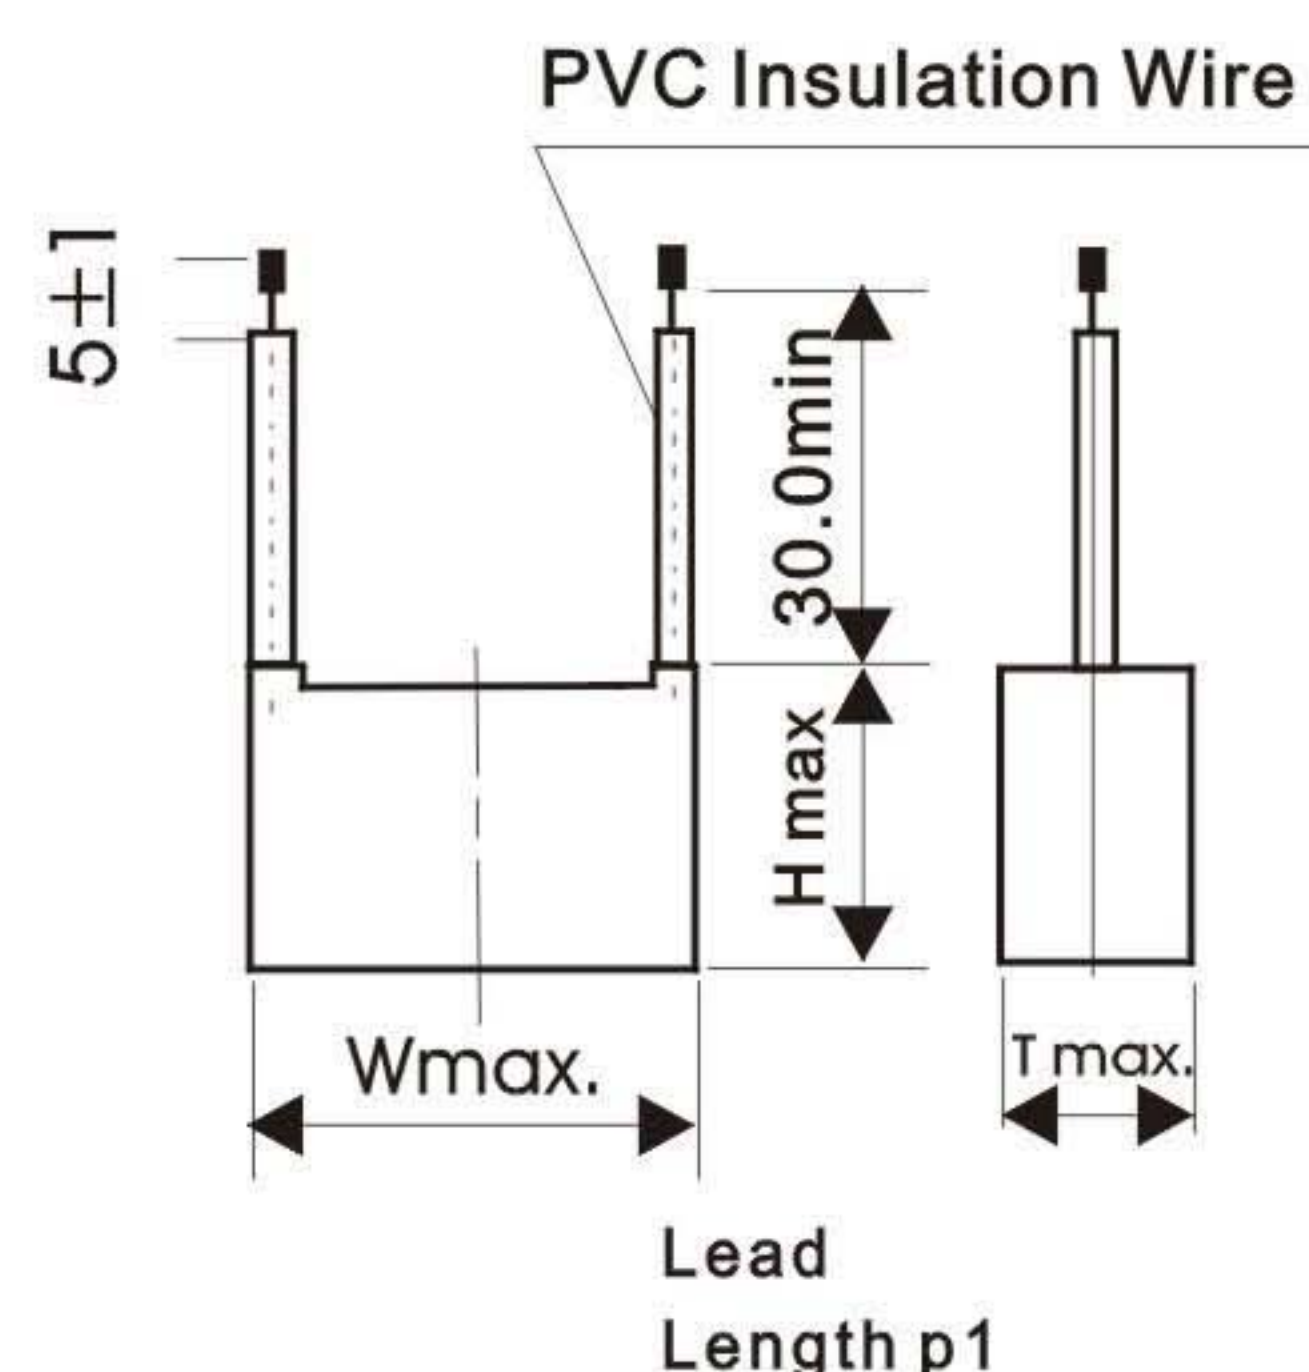 PVC Insulation Wire
5±1
30.0min
H max
Wmax.
T max.
Lead
Length p1